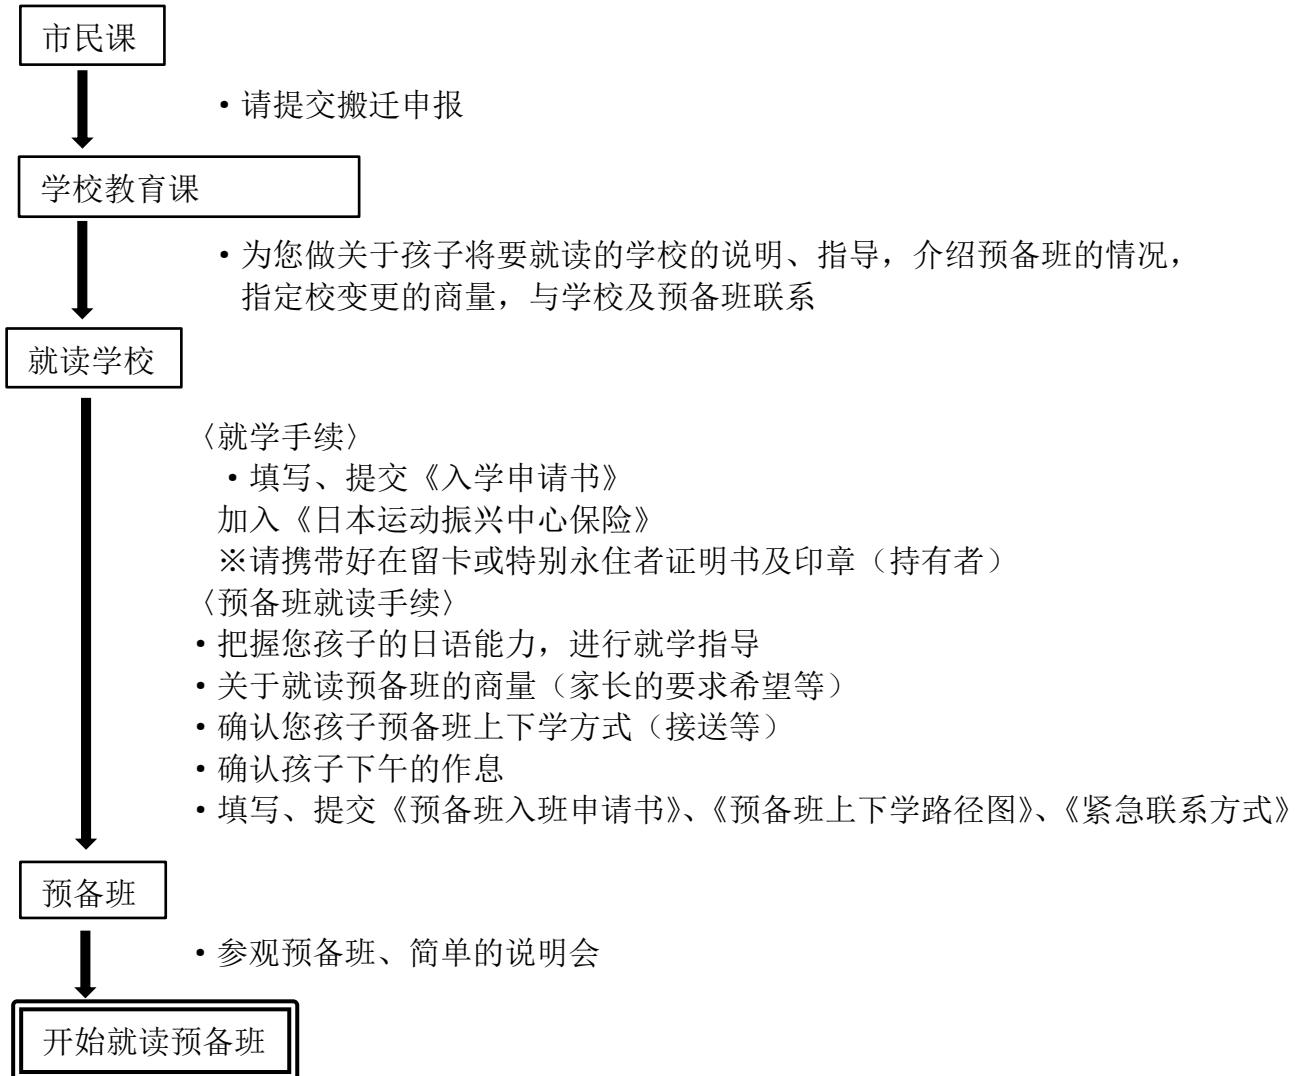 市民课
・请提交搬迁申报
学校教育课
・为您做关于孩子将要就读的学校的说明、指导，介绍预备班的情况，
指定校变更的商量，与学校及预备班联系
就读学校
〈就学手续〉
・填写、提交《入学申请书》
加入《日本运动振兴中心保险》
※请携带好在留卡或特别永住者证明书及印章（持有者）
〈预备班就读手续〉
・把握您孩子的日语能力，进行就学指导
・关于就读预备班的商量（家长的要求希望等）
・确认您孩子预备班上下学方式（接送等）
・确认孩子下午的作息
・填写、提交《预备班入班申请书》、《预备班上下学路径图》、《紧急联系方式》
预备班
・参观预备班、简单的说明会
开始就读预备班